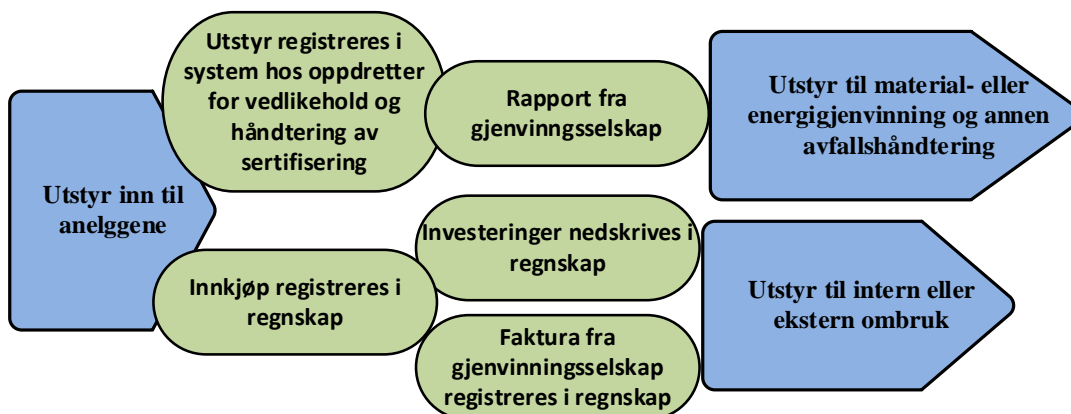 Utstyr inn til
anelggene
Utstyr registreres i
system hos oppdretter
for vedlikehold og
håndtering av
sertifisering
Innkjøp registreres i
regnskap
Rapport fra
gjenvinngsselskap
Investeringer nedskrives i
regnskap
Faktura fra
gjenvinningsselskap
registreres i regnskap
Utstyr til material- eller
energigjenvinning og annen
avfallshåndtering
Utstyr til intern eller
ekstern ombruk